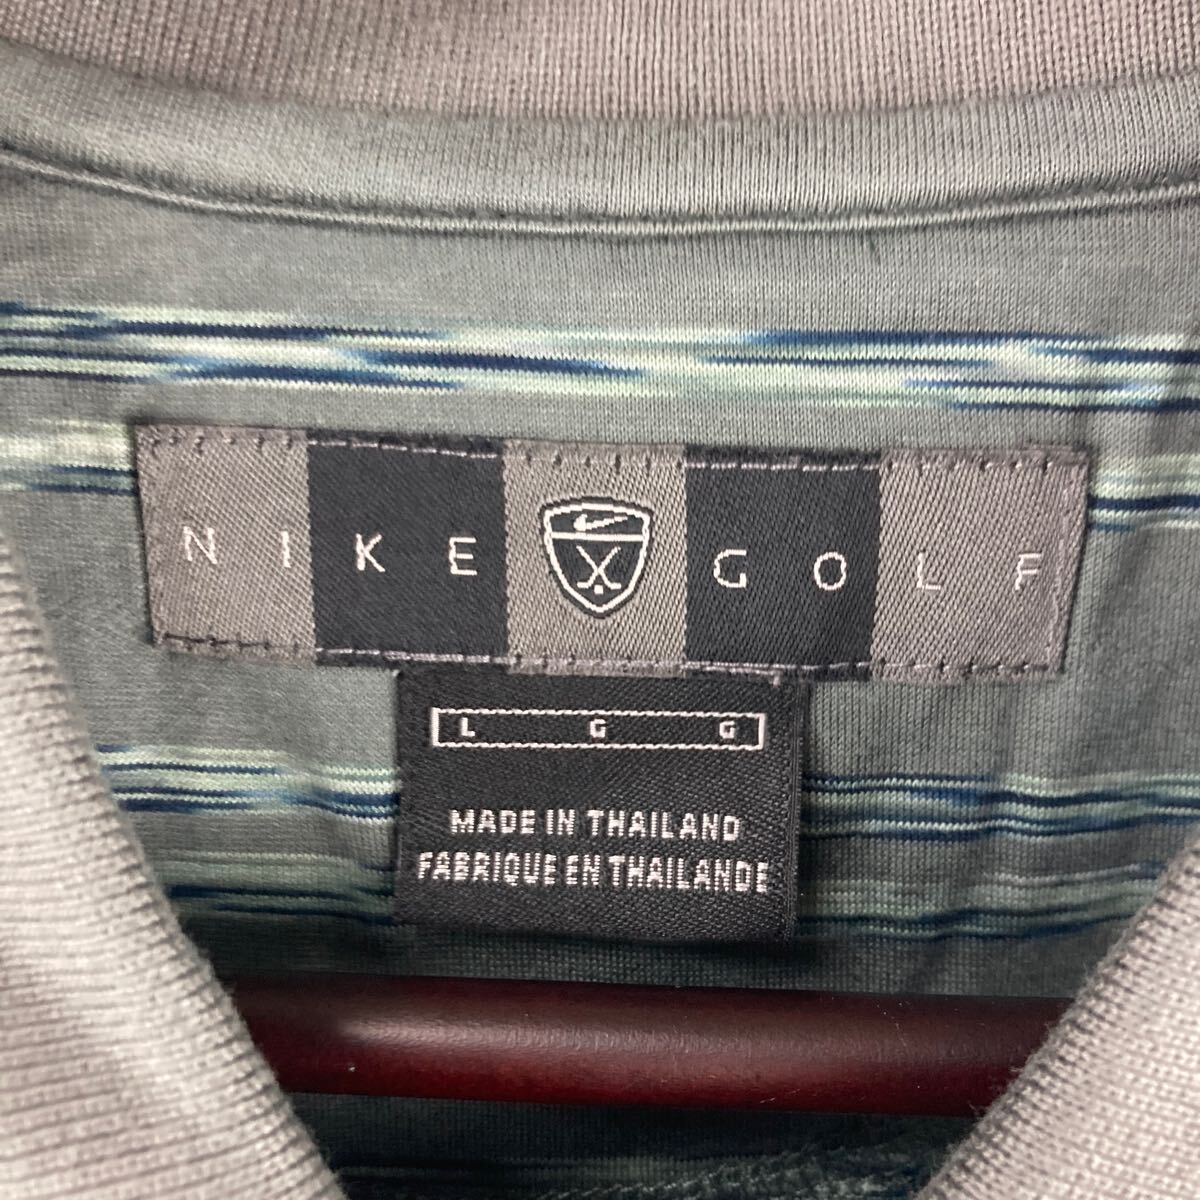 NIKE GOLF
L G G
MADE IN THAILAND
FABRIQUE EN THAILANDE